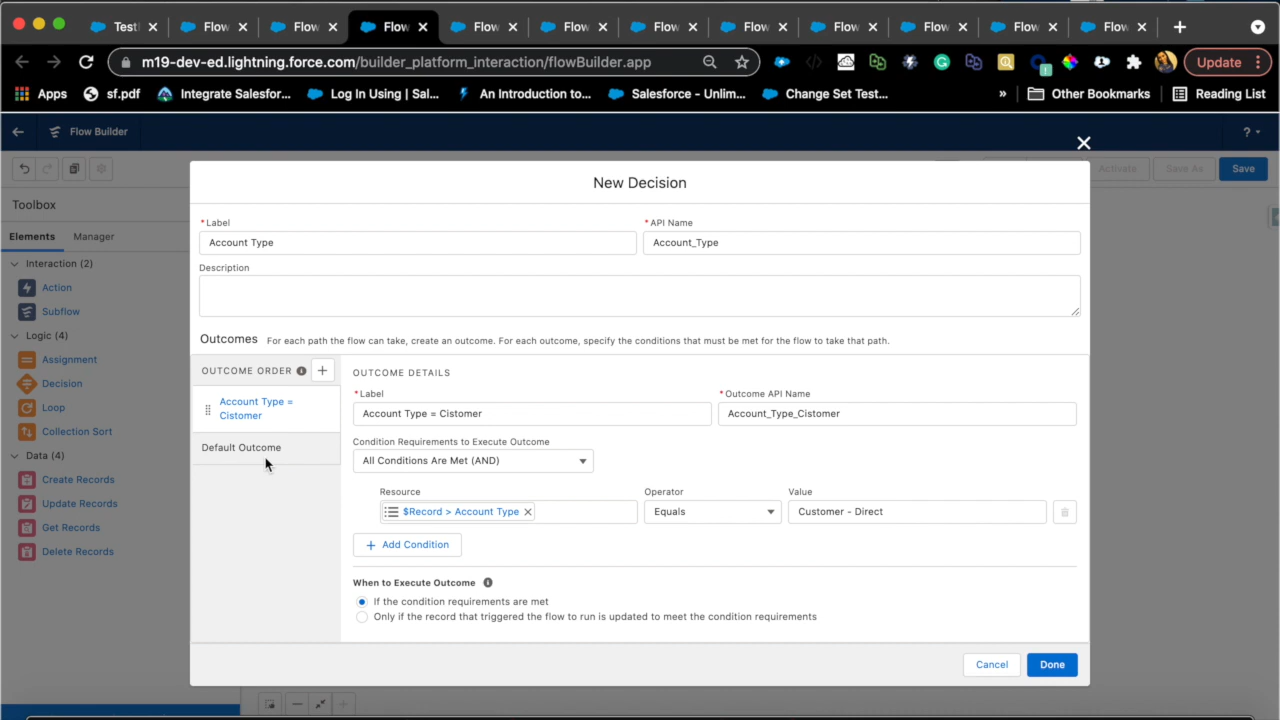 Testi Flow Flow Flow Flow Flow Flow Flow Flow Flow Flow Flow
m19-dev-ed.lightning.force.com/builder_platform_interaction/flowBuilder.app Update
Apps sf.pdf Integrate Salesfor... Log In Using | Sal... An Introduction to... Salesforce - Unlim... Change Set Test... » Other Bookmarks Reading List
Flow Builder ?
Activate Save As Save
Toolbox
Elements Manager
Interaction (2)
Action
Subflow
Logic (4)
Assignment
Decision
Loop
Collection Sort
Data (4)
Create Records
Update Records
Get Records
Delete Records
New Decision
* Label * API Name
Account Type Account_Type
Description
Outcomes For each path the flow can take, create an outcome. For each outcome, specify the conditions that must be met for the flow to take that path.
OUTCOME ORDER
Account Type =
Cistomer
Default Outcome
OUTCOME DETAILS
* Label * Outcome API Name
Account Type = Cistomer Account_Type_Cistomer
Condition Requirements to Execute Outcome
All Conditions Are Met (AND)
Resource Operator Value
$Record > Account Type Equals Customer - Direct
+ Add Condition
When to Execute Outcome
If the condition requirements are met
Only if the record that triggered the flow to run is updated to meet the condition requirements
Cancel Done